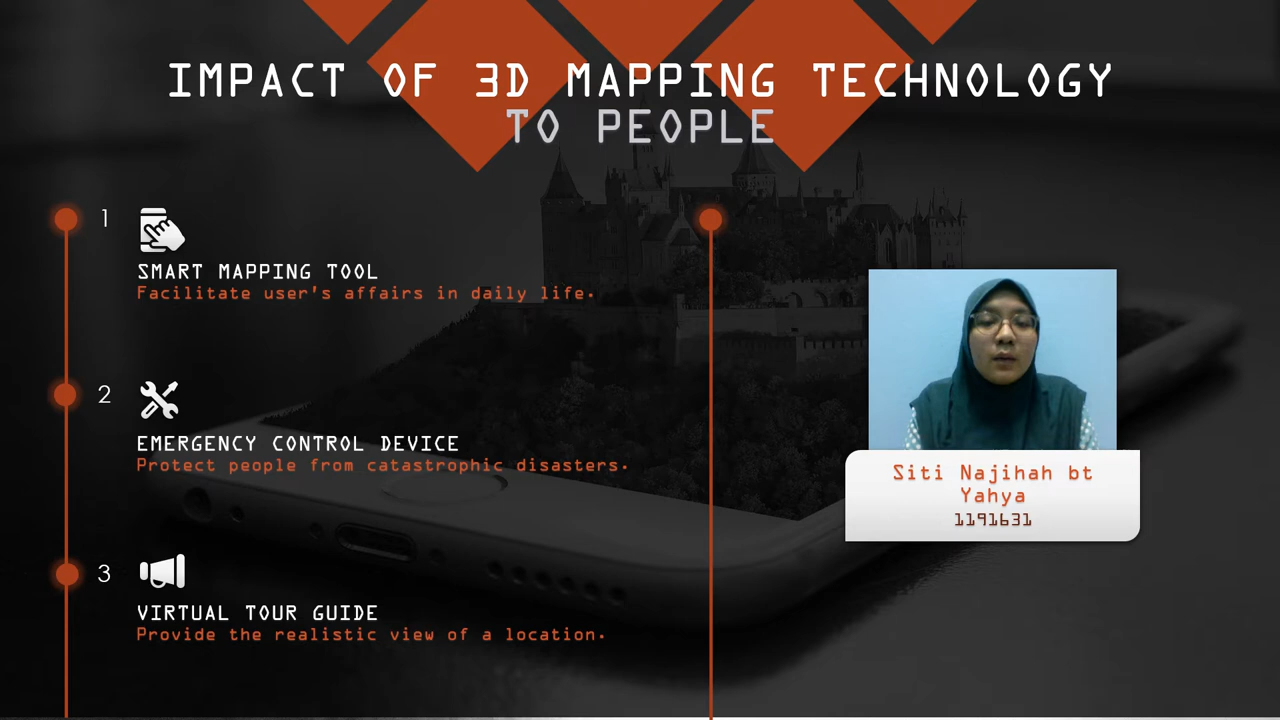 IMPACT OF 3D MAPPING TECHNOLOGY
TO PEOPLE
1
SMART MAPPING TOOL
Facilitate user's affairs in daily life.
2
EMERGENCY CONTROL DEVICE
Protect people from catastrophic disasters.
3
VIRTUAL TOUR GUIDE
Provide the realistic view of a location.
Siti Najihah bt
Yahya
1191631